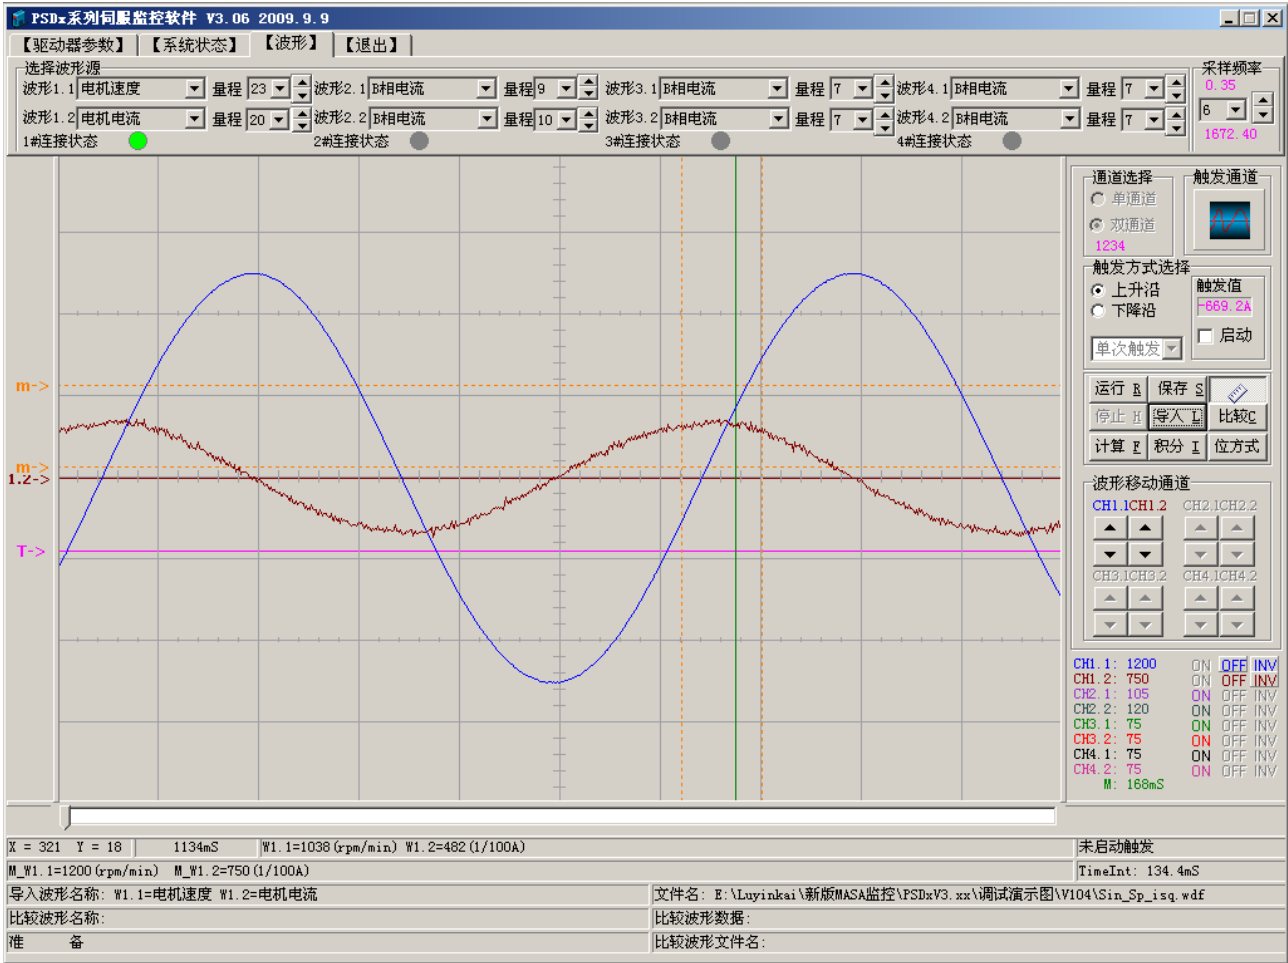 PSDx系列伺服监控软件 V3.06 2009.9.9
【驱动器参数】 【系统状态】 【波形】 【退出】
选择波形源 采样频率
波形1.1 电机速度 量程 23 波形2.1 B相电流 量程 9 波形3.1 B相电流 量程 7 波形4.1 B相电流 量程 7 0.35
波形1.2 电机电流 量程 20 波形2.2 B相电流 量程 10 波形3.2 B相电流 量程 7 波形4.2 B相电流 量程 7 6
1#连接状态 2#连接状态 3#连接状态 4#连接状态 1672.40
通道选择 触发通道
单通道
双通道
1234
触发方式选择
上升沿 触发值
下降沿 -669.2A
单次触发 启动
m->
m->
1.2->
T->
运行 R 保存 S
停止 H 导入 L 比较C
计算 F 积分 I 位方式
波形移动通道
CH1.1CH1.2 CH2.1CH2.2
CH3.1CH3.2 CH4.1CH4.2
CH1.1: 1200 ON OFF INV
CH1.2: 750 ON OFF INV
CH2.1: 105 ON OFF INV
CH2.2: 120 ON OFF INV
CH3.1: 75 ON OFF INV
CH3.2: 75 ON OFF INV
CH4.1: 75 ON OFF INV
CH4.2: 75 ON OFF INV
M: 168mS
X = 321 Y = 18 1134mS W1.1=1038(rpm/min) W1.2=482(1/100A) 未启动触发
M_W1.1=1200(rpm/min) M_W1.2=750(1/100A) TimeInt: 134.4mS
导入波形名称: W1.1=电机速度 W1.2=电机电流 文件名: E:\Luyinkai\新版MASA监控\PSDxV3.xx\调试演示图\V104\Sin_Sp_isq.wdf
比较波形名称: 比较波形数据:
准 备 比较波形文件名: